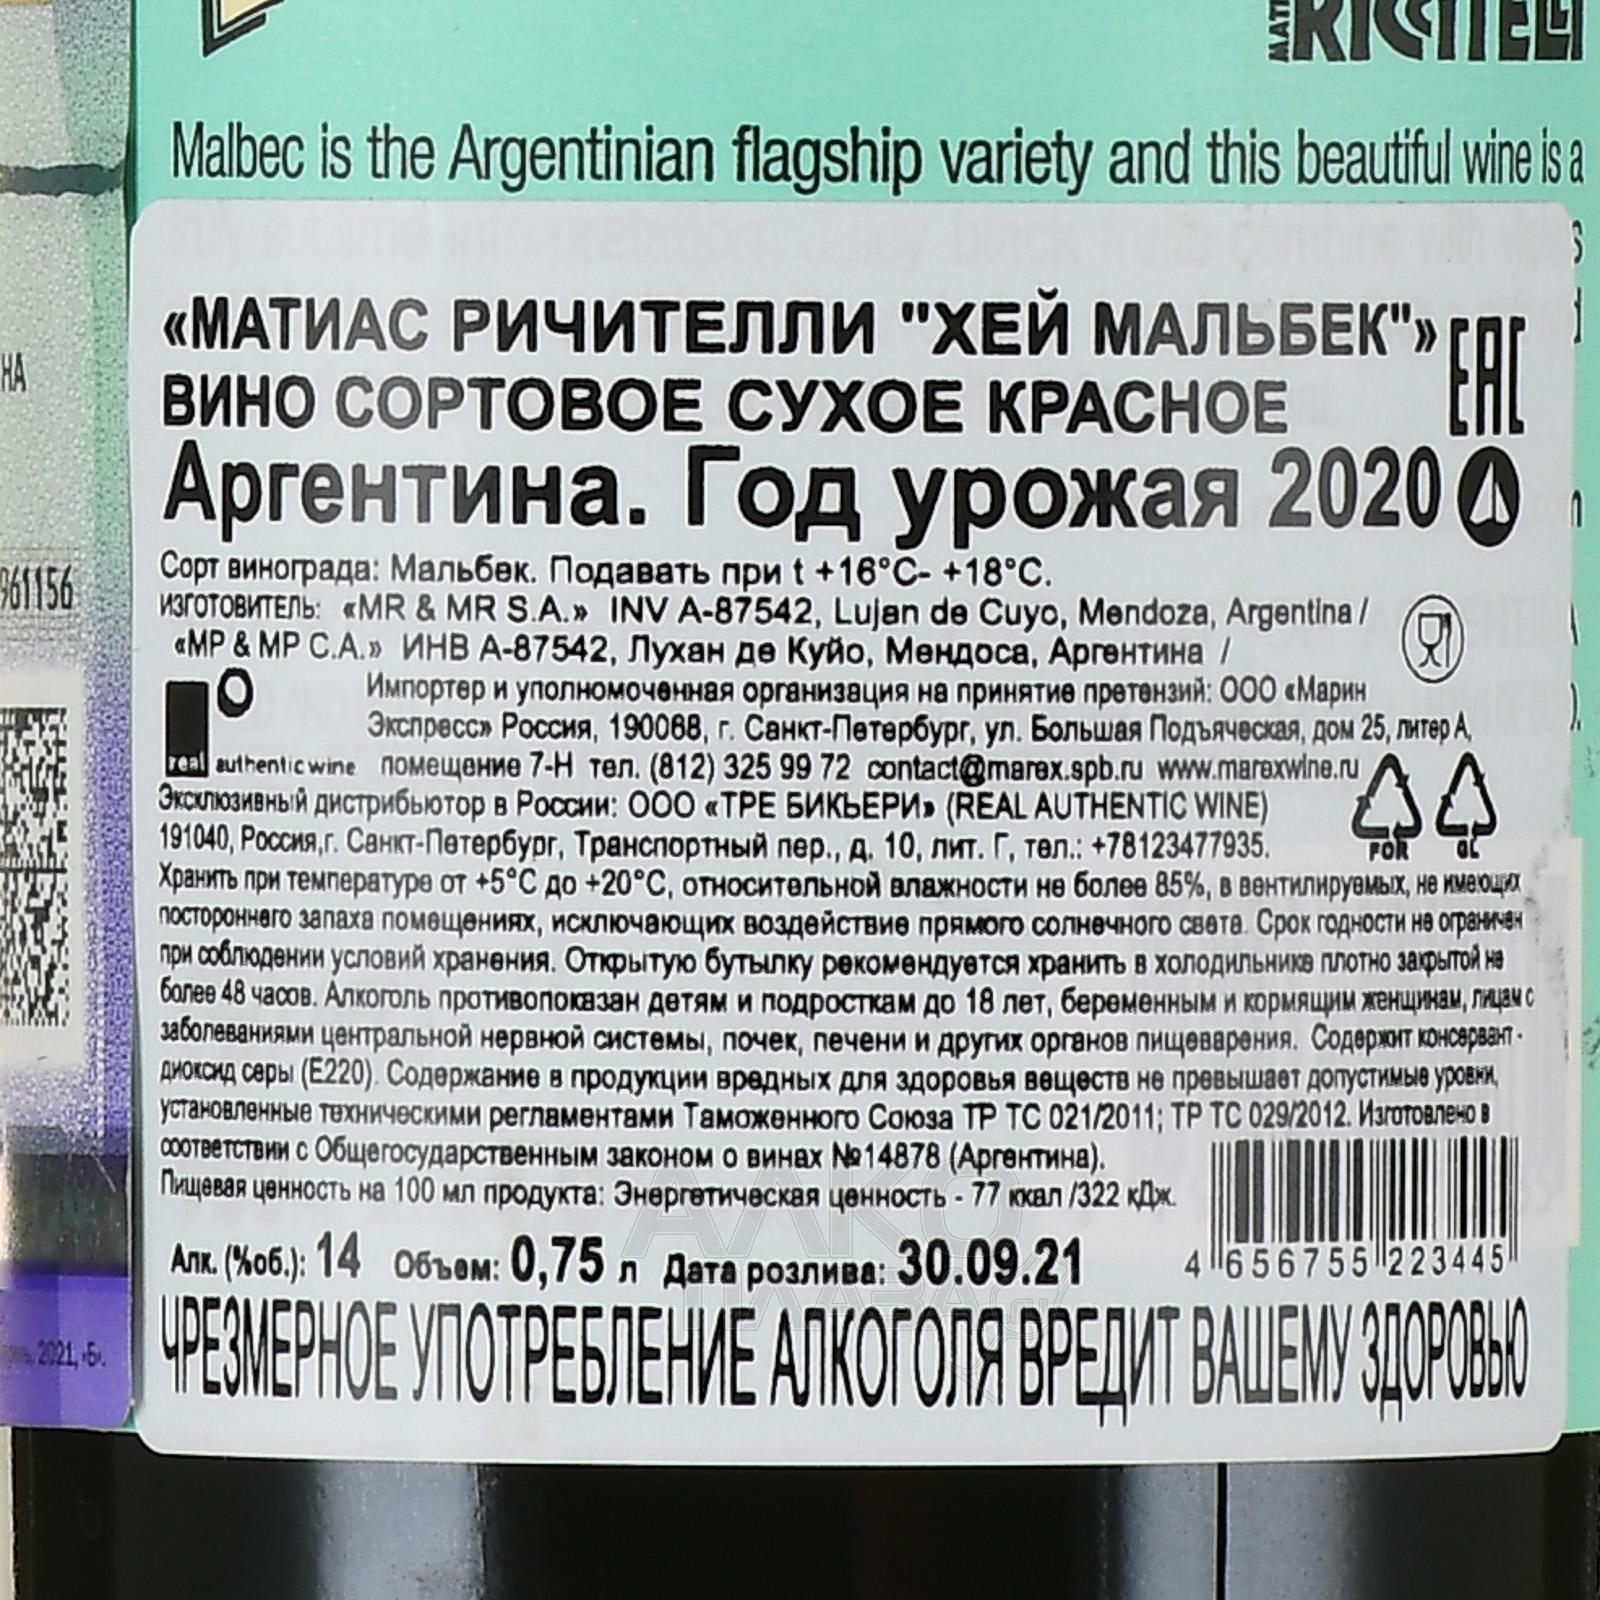 MATI RICCITELLI
Malbec is the Argentinian flagship variety and this beautiful wine is a
«МАТИАС РИЧИТЕЛЛИ "ХЕЙ МАЛЬБЕК"» EAC
ВИНО СОРТОВОЕ СУХОЕ КРАСНОЕ
НА
Аргентина. Год урожая 2020
Сорт винограда: Мальбек. Подавать при t +16°C- +18°C.
961156
ИЗГОТОВИТЕЛЬ: «MR & MR S.A.» INV A-87542, Lujan de Cuyo, Mendoza, Argentina /
«МР & МР С.А.» ИНВ А-87542, Лухан де Куйо, Мендоса, Аргентина /
Импортер и уполномоченная организация на принятие претензий: ООО «Марин
Экспресс» Россия, 190068, г. Санкт-Петербург, ул. Большая Подъяческая, дом 25, литер А,
real authentic wine помещение 7-Н тел. (812) 325 99 72 contact@marex.spb.ru www.marexwine.ru
Эксклюзивный дистрибьютор в России: ООО «ТРЕ БИКЬЕРИ» (REAL AUTHENTIC WINE)
191040, Россия,г. Санкт-Петербург, Транспортный пер., д. 10, лит. Г, тел.: +78123477935.
FOR GL
Хранить при температуре от +5°C до +20°C, относительной влажности не более 85%, в вентилируемых, не имеющих
постороннего запаха помещениях, исключающих воздействие прямого солнечного света. Срок годности не ограничен
при соблюдении условий хранения. Открытую бутылку рекомендуется хранить в холодильнике плотно закрытой не
более 48 часов. Алкоголь противопоказан детям и подросткам до 18 лет, беременным и кормящим женщинам, лицам с
заболеваниями центральной нервной системы, почек, печени и других органов пищеварения. Содержит консервант -
диоксид серы (Е220). Содержание в продукции вредных для здоровья веществ не превышает допустимые уровни,
установленные техническими регламентами Таможенного Союза ТР ТС 021/2011; ТР ТС 029/2012. Изготовлено в
соответствии с Общегосударственным законом о винах №14878 (Аргентина).
Пищевая ценность на 100 мл продукта: Энергетическая ценность - 77 ккал /322 кДж.
Алк. (%об.): 14 Объем: 0,75 л Дата розлива: 30.09.21
4 656755 223445
ЧРЕЗМЕРНОЕ УПОТРЕБЛЕНИЕ АЛКОГОЛЯ ВРЕДИТ ВАШЕМУ ЗДОРОВЬЮ
2021, «Б».